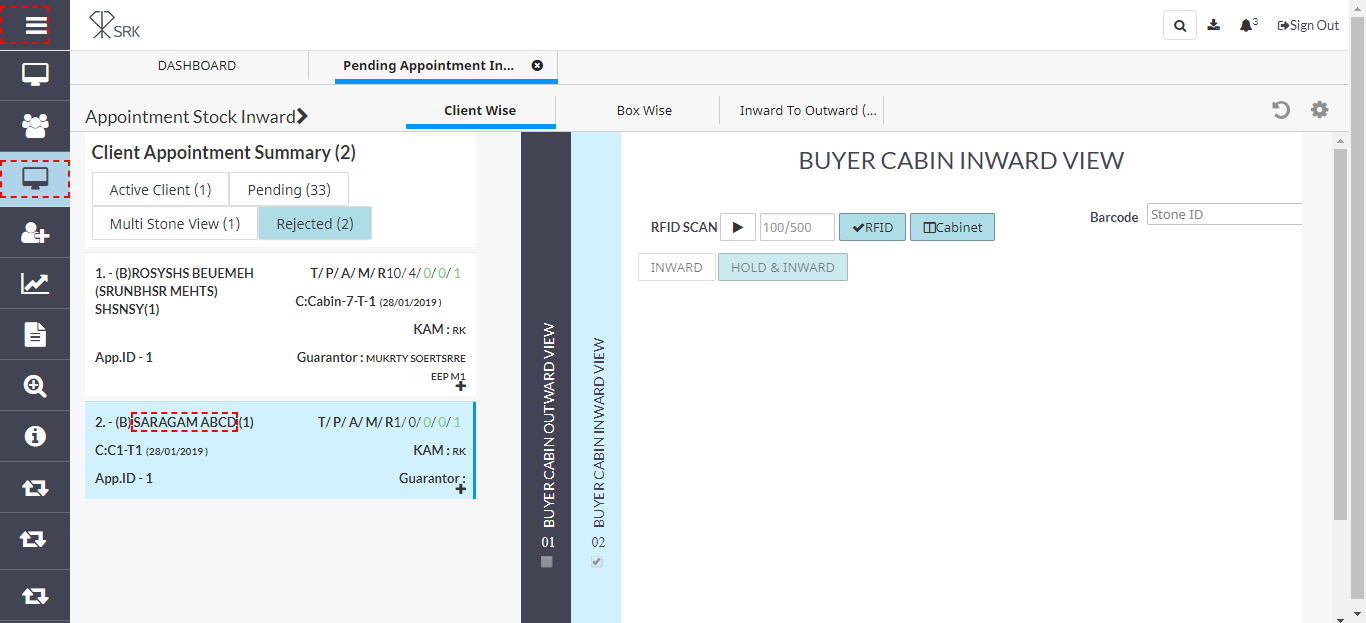 SRK
3
Sign Out
DASHBOARD
Pending Appointment In...
Appointment Stock Inward
Client Wise
Box Wise
Inward To Outward (...
Client Appointment Summary (2)
Active Client (1)
Pending (33)
Multi Stone View (1)
Rejected (2)
1. - (B)ROSYSHS BEUEMEH
(SRUNBHSR MEHTS)
SHSNSY(1)
T/ P/ A/ M/ R10/ 4/ 0/ 0/ 1
C:Cabin-7-T-1 (28/01/2019 )
KAM : RK
App.ID - 1
Guarantor : MUKRTY SOERTSRRE
EEP M1
2. - (B)SARAGAM ABCD(1)
T/ P/ A/ M/ R1/ 0/ 0/ 0/ 1
C:C1-T1 (28/01/2019 )
KAM : RK
App.ID - 1
Guarantor :
01 BUYER CABIN OUTWARD VIEW
02 BUYER CABIN INWARD VIEW
BUYER CABIN INWARD VIEW
RFID SCAN
100/500
RFID
Cabinet
Barcode
Stone ID
INWARD
HOLD & INWARD